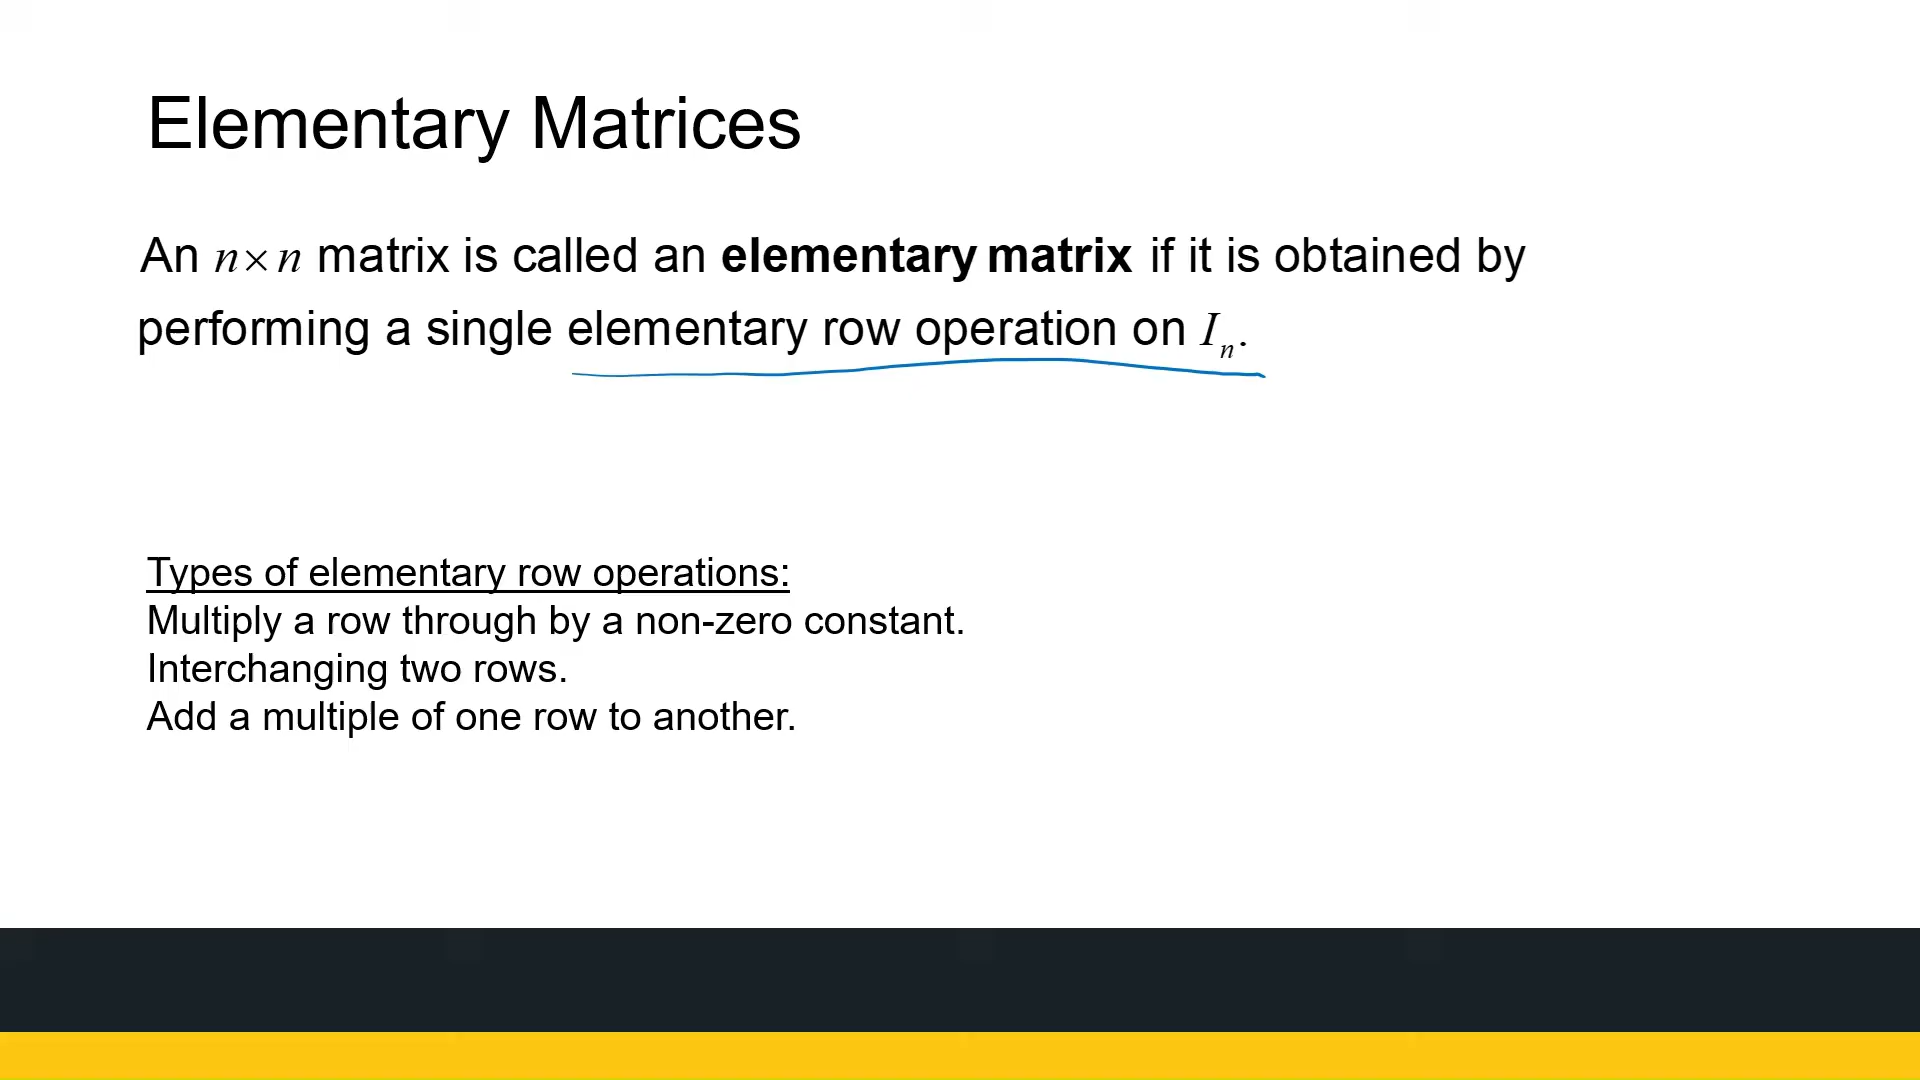 Elementary Matrices
An n×n matrix is called an elementary matrix if it is obtained by
performing a single elementary row operation on Iₙ.
Types of elementary row operations:
Multiply a row through by a non-zero constant.
Interchanging two rows.
Add a multiple of one row to another.